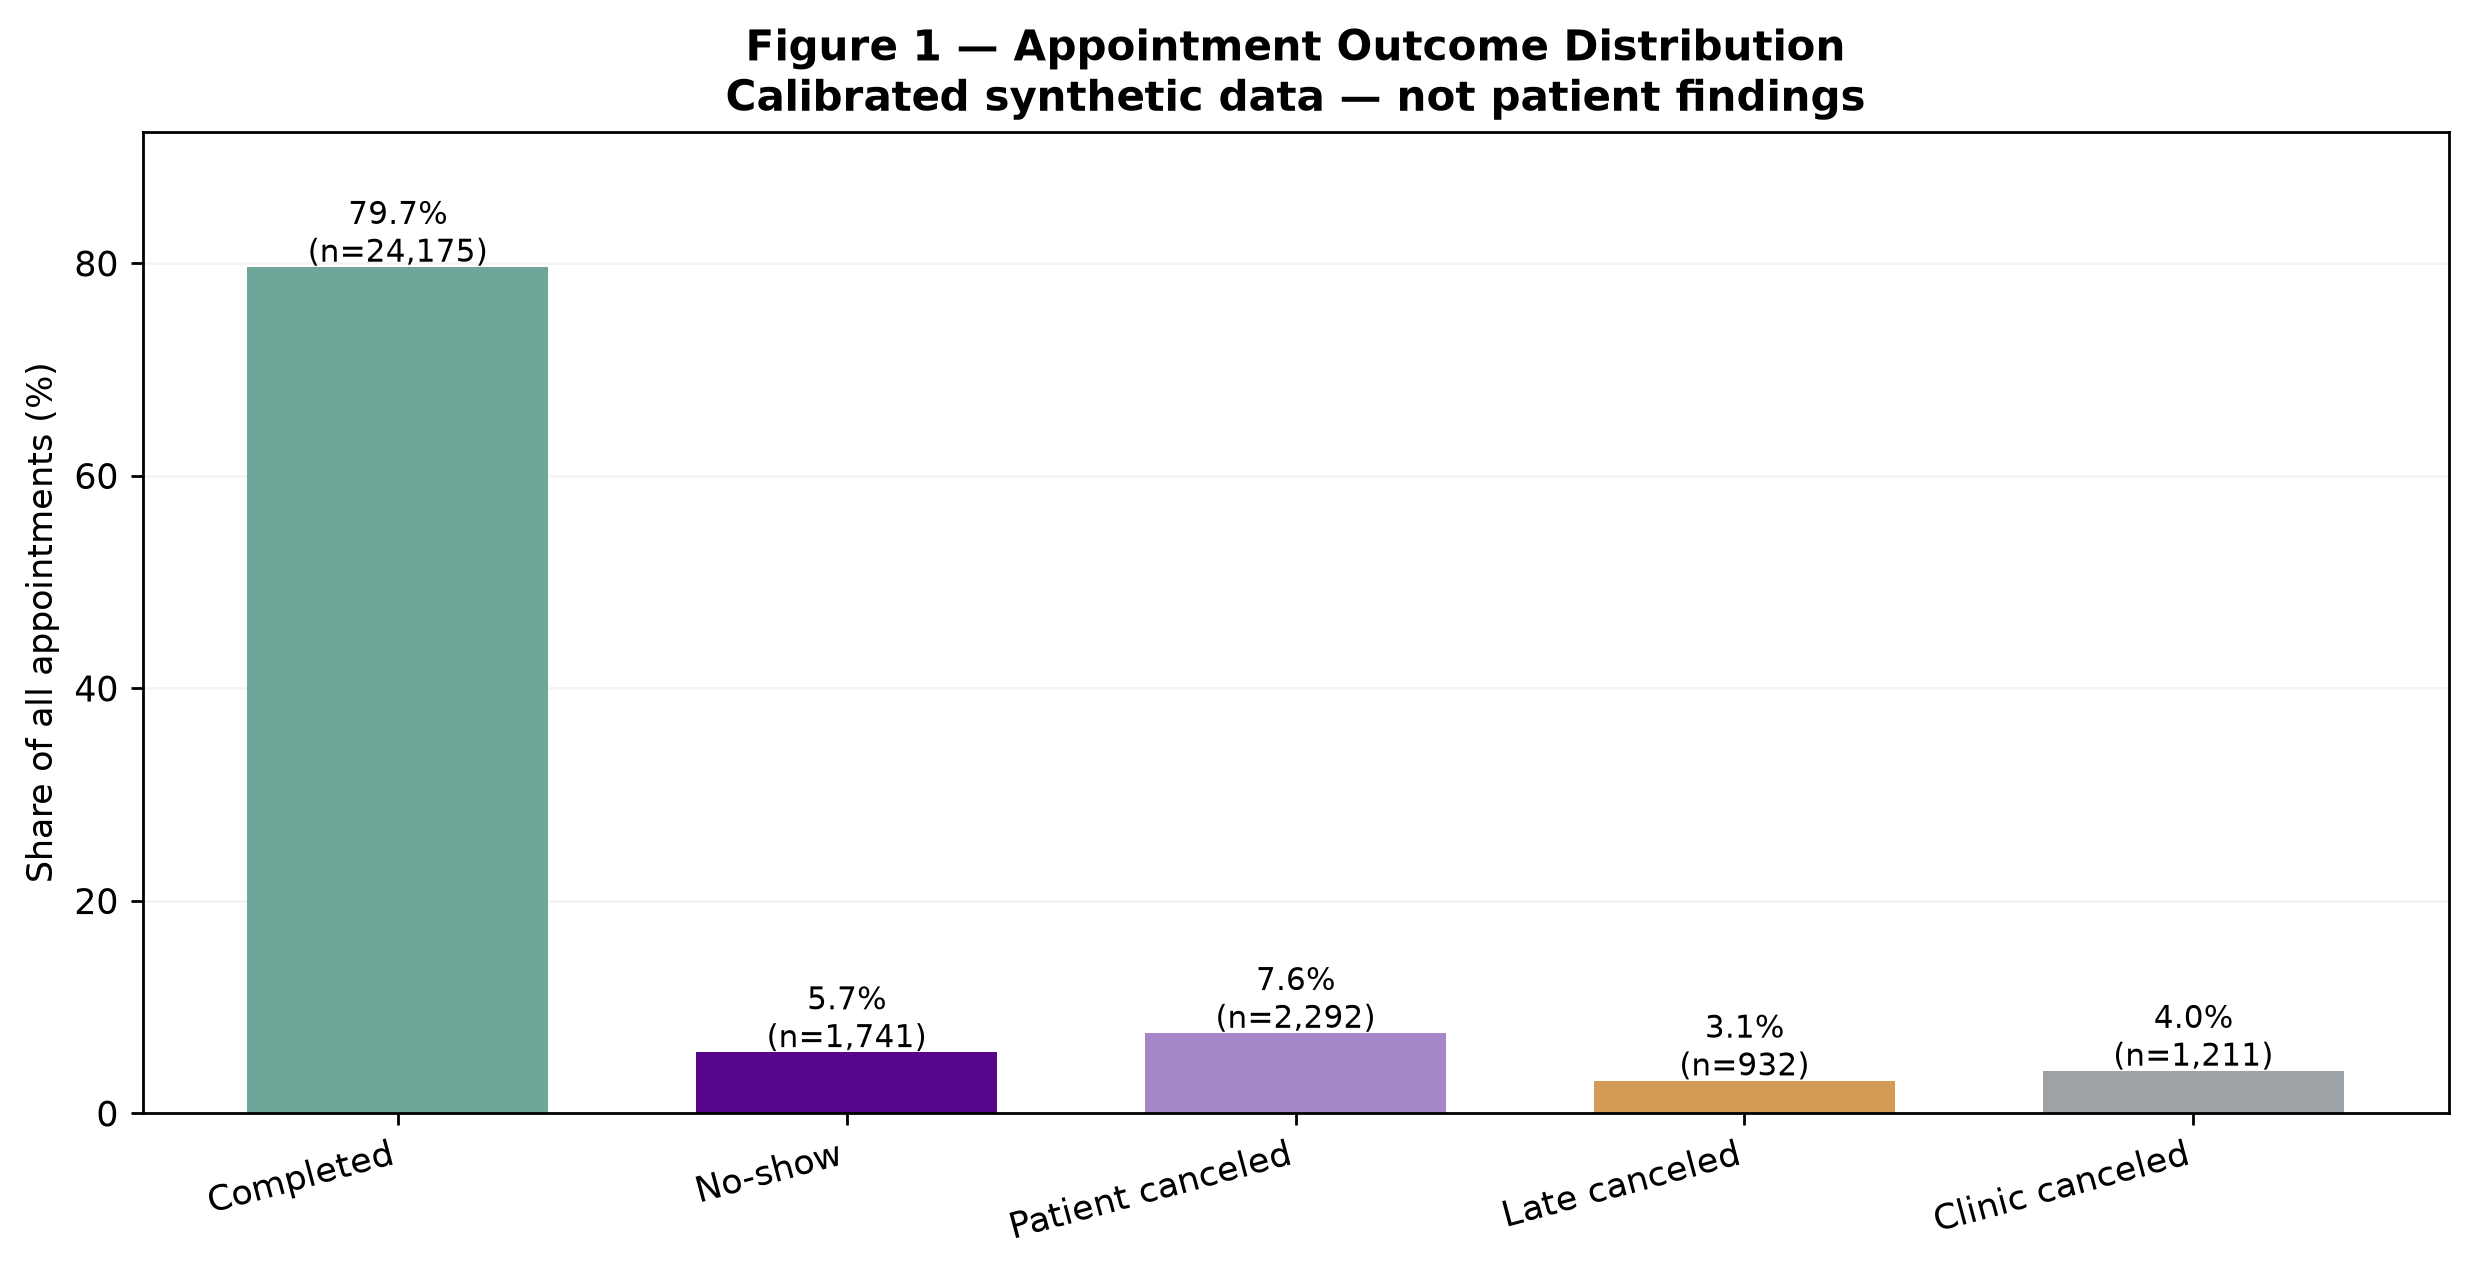 Figure 1 — Appointment Outcome Distribution
Calibrated synthetic data — not patient findings
Share of all appointments (%)
80
60
40
20
0
79.7%
(n=24,175)
5.7%
(n=1,741)
7.6%
(n=2,292)
3.1%
(n=932)
4.0%
(n=1,211)
Completed
No-show
Patient canceled
Late canceled
Clinic canceled